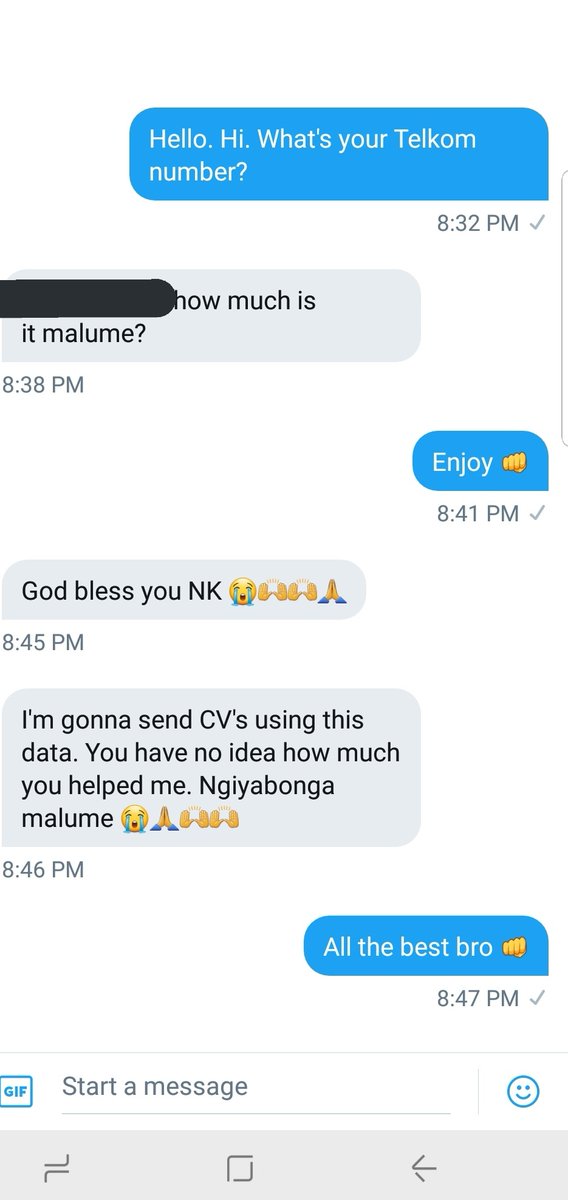 Hello. Hi. What's your Telkom
number?
8:32 PM ✓
how much is
it malume?
8:38 PM
Enjoy 👊
8:41 PM ✓
God bless you NK 😭🙌🙌🙏
8:45 PM
I'm gonna send CV's using this
data. You have no idea how much
you helped me. Ngiyabonga
malume 😭🙏🙌🙌
8:46 PM
All the best bro 👊
8:47 PM ✓
GIF
Start a message